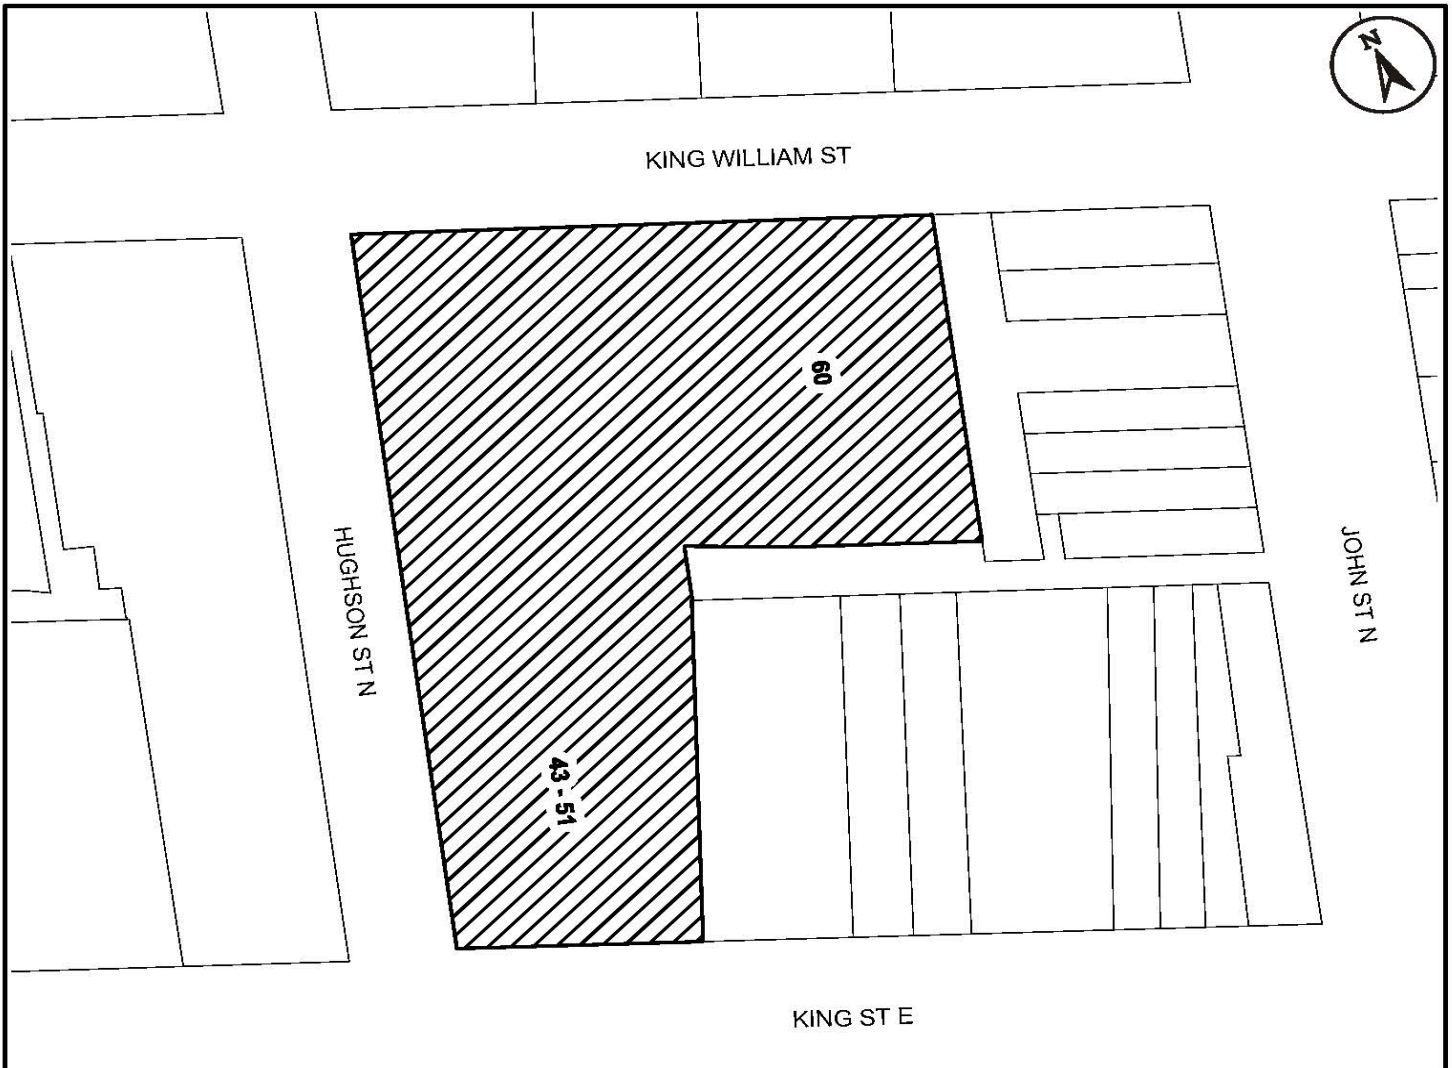 N
KING WILLIAM ST
60
HUGHSON ST N
JOHN ST N
43 - 51
KING ST E